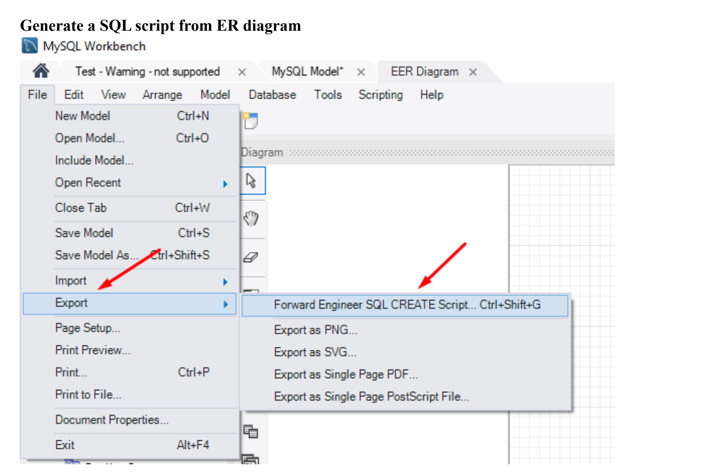 Generate a SQL script from ER diagram
MySQL Workbench
Test - Warning - not supported × MySQL Model* × EER Diagram ×
File Edit View Arrange Model Database Tools Scripting Help
New Model Ctrl+N
Open Model... Ctrl+O
Include Model...
Diagram
Open Recent
Close Tab Ctrl+W
Save Model Ctrl+S
Save Model As... Ctrl+Shift+S
Import
Export
Forward Engineer SQL CREATE Script... Ctrl+Shift+G
Page Setup...
Export as PNG...
Print Preview...
Export as SVG...
Print... Ctrl+P
Export as Single Page PDF...
Print to File...
Export as Single Page PostScript File...
Document Properties...
Exit Alt+F4